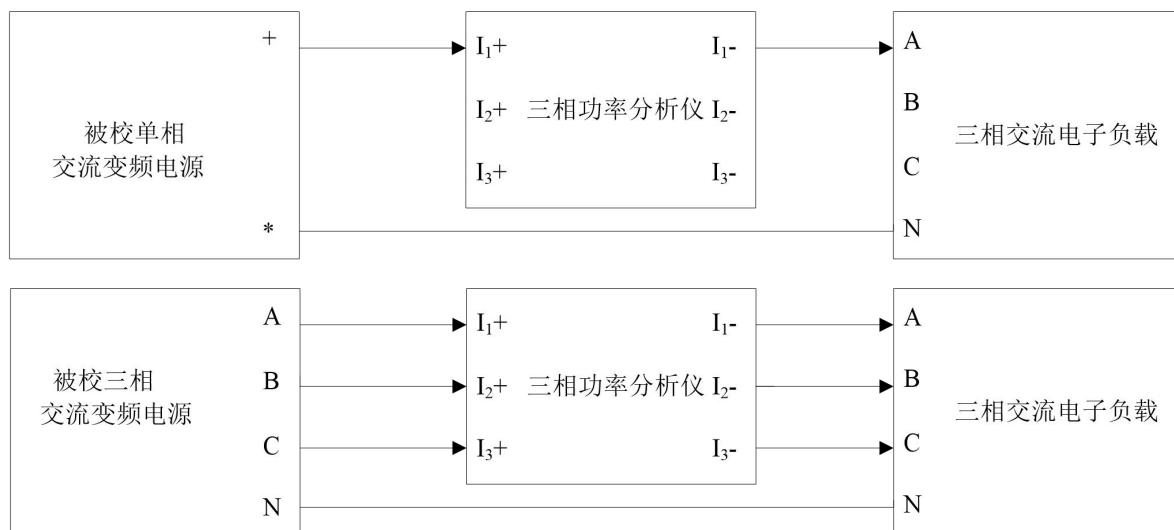 + I₁+ I₁- A
I₂+ 三相功率分析仪 I₂- B
被校单相
交流变频电源
三相交流电子负载
I₃+ I₃- C
* N
A I₁+ I₁- A
被校三相
交流变频电源
B I₂+ 三相功率分析仪 I₂- B
三相交流电子负载
C I₃+ I₃- C
N N